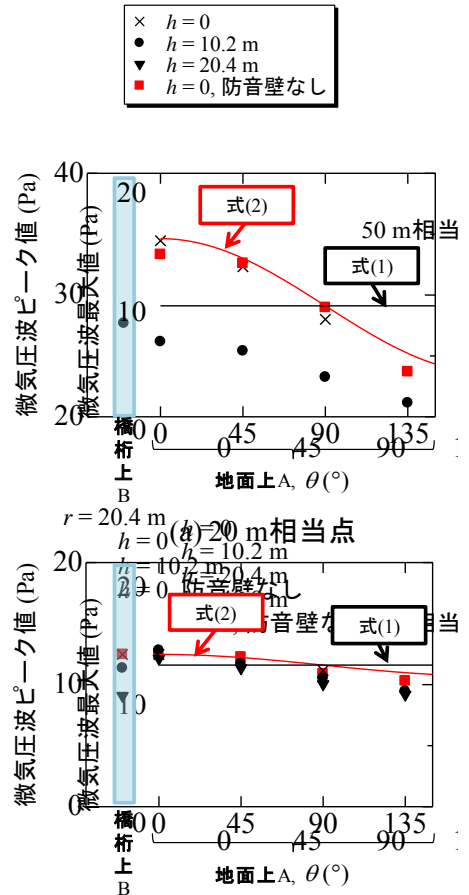 × h = 0
● h = 10.2 m
▼ h = 20.4 m
■ h = 0, 防音壁なし
微気圧波ピーク値 (Pa)
微気圧波最大値 (Pa)
40
30
20
20
10
0
式(2)
50 m相当
式(1)
0 45 90 135
0 45 90
橋桁上 B
地面上A, θ (°)
r = 20.4 m
(a) 20 m相当点
h = 0
h = 10.2 m
h = 20.4 m
h = 0
h = 10.2 m
防音壁なし
微気圧波ピーク値 (Pa)
微気圧波最大値 (Pa)
20
10
0
10
式(2)
式(1)
0 45 90 135
0 45 90
橋桁上 B
地面上A, θ (°)